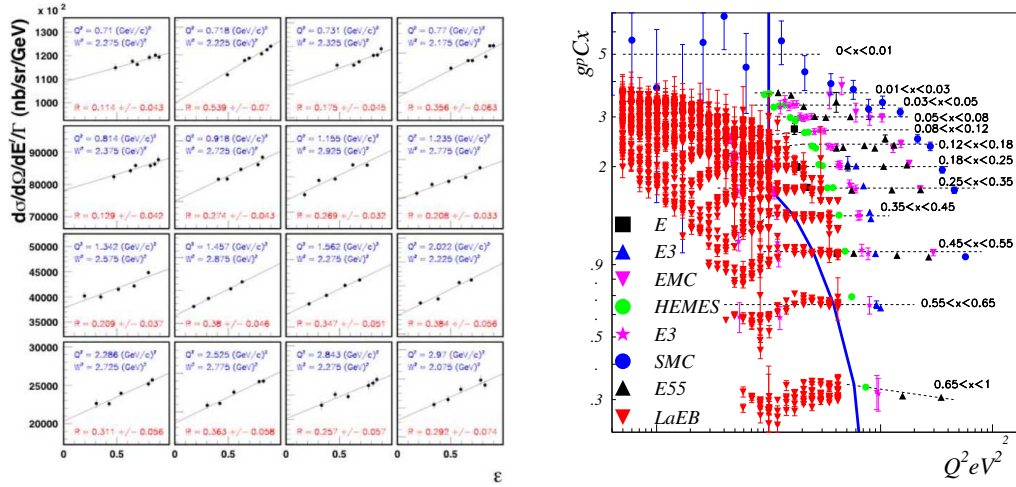 x 10²
dσ/dΩ/dE'/Γ (nb/sr/GeV)
1300
1200
1100
1000
Q² = 0.71 (GeV/c)²
W² = 2.275 (GeV)²
R = 0.114 +/- 0.043
Q² = 0.718 (GeV/c)²
W² = 2.225 (GeV)²
R = 0.539 +/- 0.07
Q² = 0.731 (GeV/c)²
W² = 2.325 (GeV)²
R = 0.175 +/- 0.045
Q² = 0.77 (GeV/c)²
W² = 2.175 (GeV)²
R = 0.356 +/- 0.063
90000
80000
70000
Q² = 0.814 (GeV/c)²
W² = 2.375 (GeV)²
R = 0.129 +/- 0.042
Q² = 0.918 (GeV/c)²
W² = 2.725 (GeV)²
R = 0.274 +/- 0.043
Q² = 1.155 (GeV/c)²
W² = 2.925 (GeV)²
R = 0.269 +/- 0.032
Q² = 1.235 (GeV/c)²
W² = 2.775 (GeV)²
R = 0.208 +/- 0.033
50000
45000
40000
35000
Q² = 1.342 (GeV/c)²
W² = 2.575 (GeV)²
R = 0.209 +/- 0.037
Q² = 1.457 (GeV/c)²
W² = 2.875 (GeV)²
R = 0.38 +/- 0.046
Q² = 1.562 (GeV/c)²
W² = 2.275 (GeV)²
R = 0.347 +/- 0.051
Q² = 2.022 (GeV/c)²
W² = 2.225 (GeV)²
R = 0.384 +/- 0.056
30000
25000
20000
Q² = 2.286 (GeV/c)²
W² = 2.725 (GeV)²
R = 0.311 +/- 0.056
Q² = 2.525 (GeV/c)²
W² = 2.775 (GeV)²
R = 0.363 +/- 0.058
Q² = 2.843 (GeV/c)²
W² = 2.275 (GeV)²
R = 0.257 +/- 0.057
Q² = 2.97 (GeV/c)²
W² = 2.075 (GeV)²
R = 0.292 +/- 0.074
0 0.5 0 0.5 0 0.5 0 0.5
ε
gᵖCx
5
3.0
2.0
.9
.5
.3
0<x<0.01
0.01<x<0.03
0.03<x<0.05
0.05<x<0.08
0.08<x<0.12
0.12<x<0.18
0.18<x<0.25
0.25<x<0.35
0.35<x<0.45
0.45<x<0.55
0.55<x<0.65
0.65<x<1
E
E3
EMC
HEMES
E3
SMC
E55
LaEB
2
Q²eV²